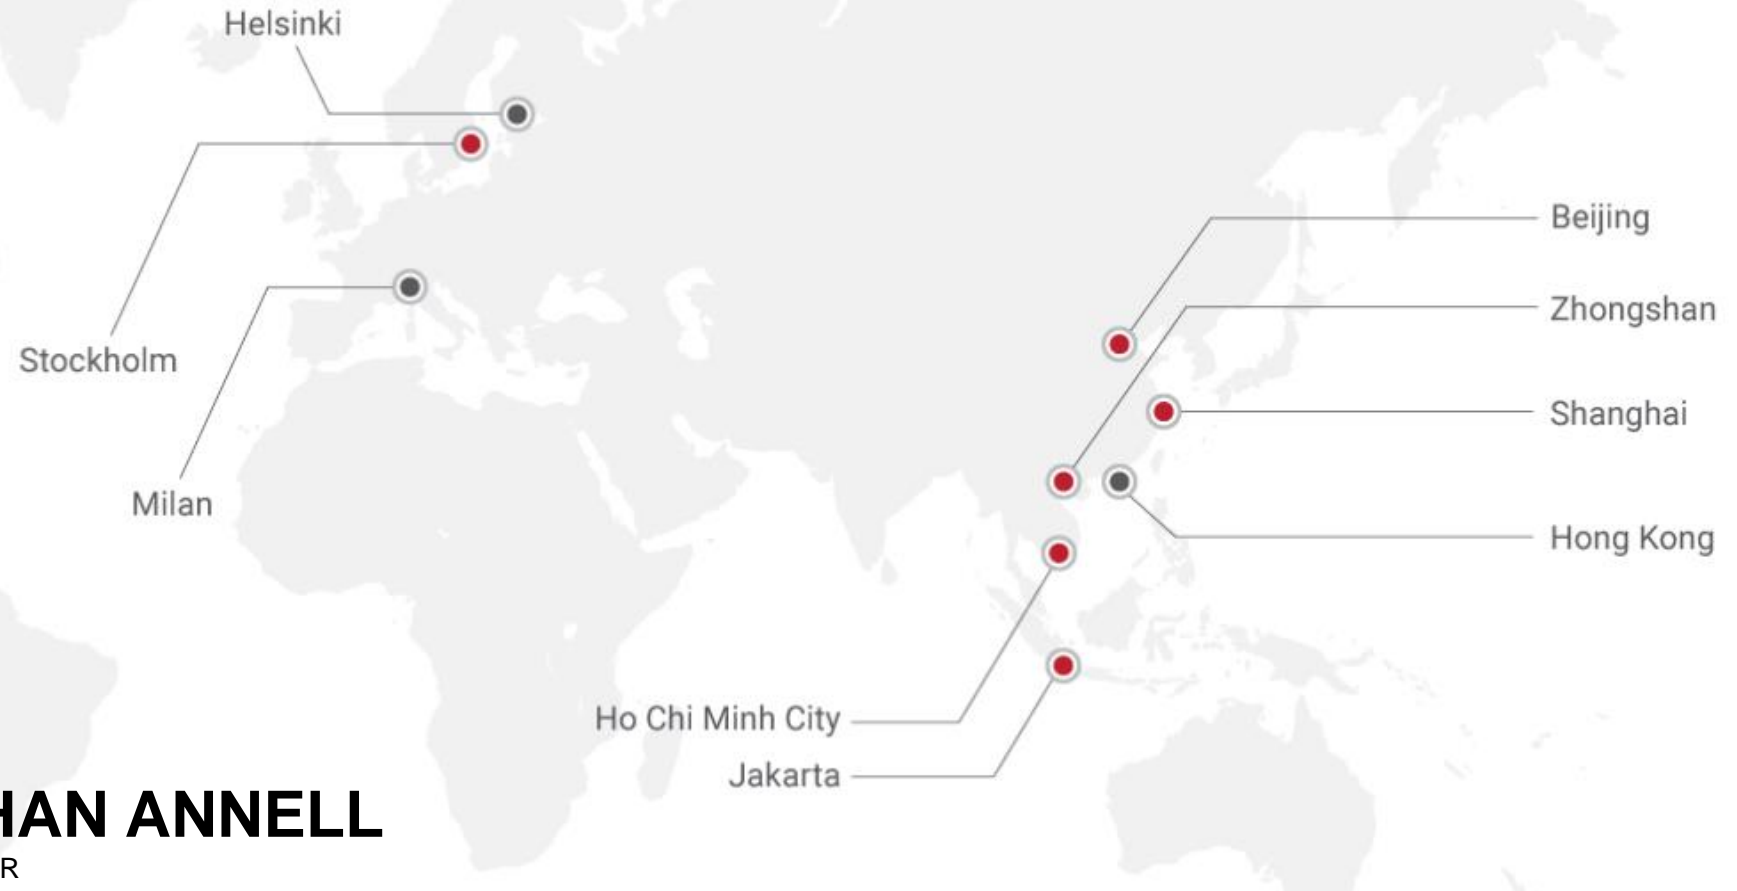 Helsinki
Beijing
Zhongshan
Stockholm
Shanghai
Milan
Hong Kong
Ho Chi Minh City
Jakarta
HAN ANNELL
R